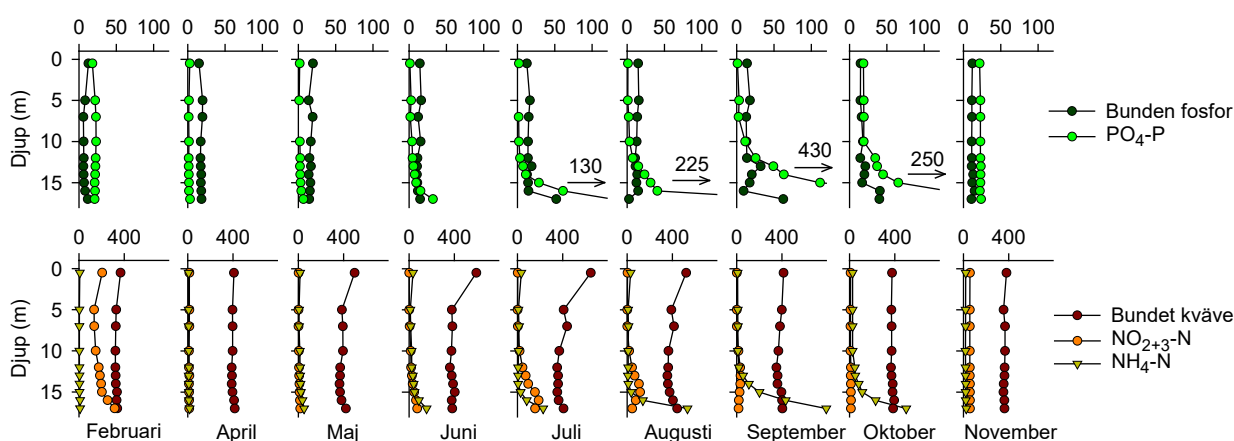 0 50 100 0 50 100 0 50 100 0 50 100 0 50 100 0 50 100 0 50 100 0 50 100 0 50 100
Djup (m)
0
5
10
15
130
225
430
250
Bunden fosfor
PO4-P
0 400 0 400 0 400 0 400 0 400 0 400 0 400 0 400 0 400
Djup (m)
0
5
10
15
Bundet kväve
NO2+3-N
NH4-N
Februari April Maj Juni Juli Augusti September Oktober November